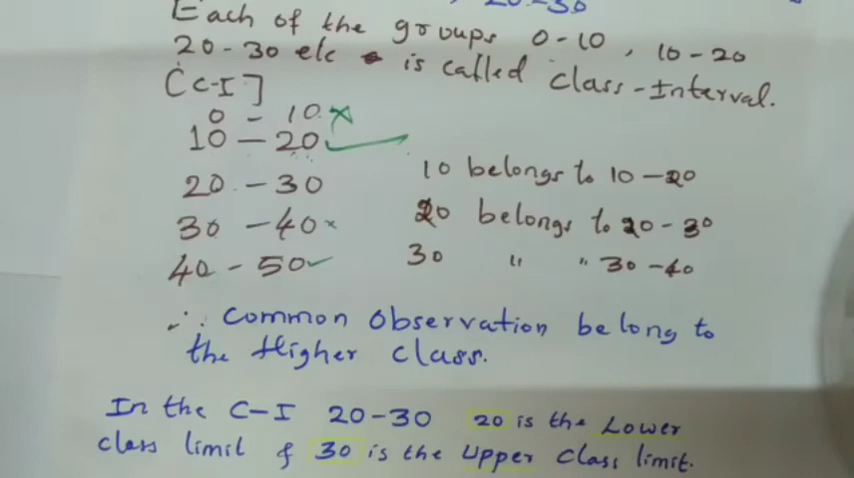 20-30
Each of the groups 0-10, 10-20
20-30 etc is called class-Interval.
[C-I]
0 - 10 ×
10 - 20 ✓
20 - 30 10 belongs to 10-20
30 - 40 × 20 belongs to 20-30
40 - 50 ✓ 30 " " 30-40
∴ Common Observation belong to
the Higher class.
In the C-I 20-30 20 is the Lower
class limit & 30 is the Upper class limit.